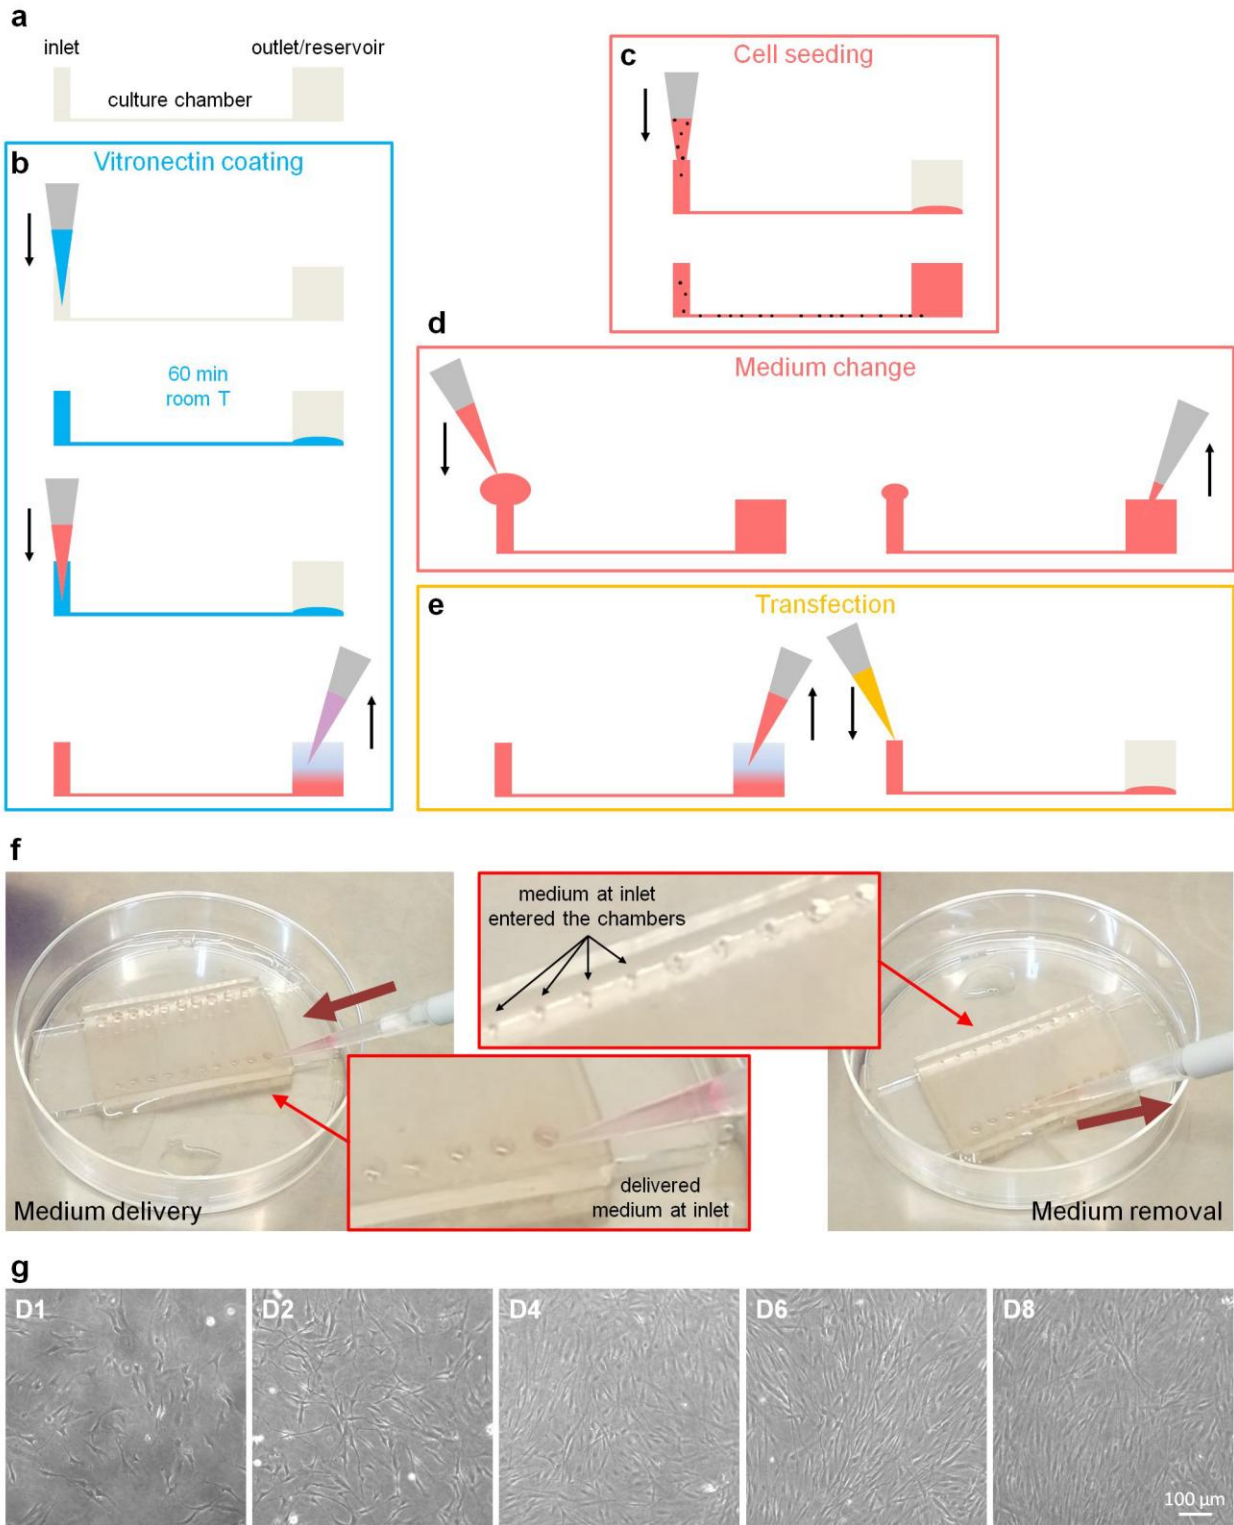 a
inlet
outlet/reservoir
culture chamber
b
Vitronectin coating
60 min
room T
c
Cell seeding
d
Medium change
e
Transfection
f
medium at inlet
entered the chambers
delivered
medium at inlet
Medium delivery
Medium removal
g
D1
D2
D4
D6
D8
100 µm